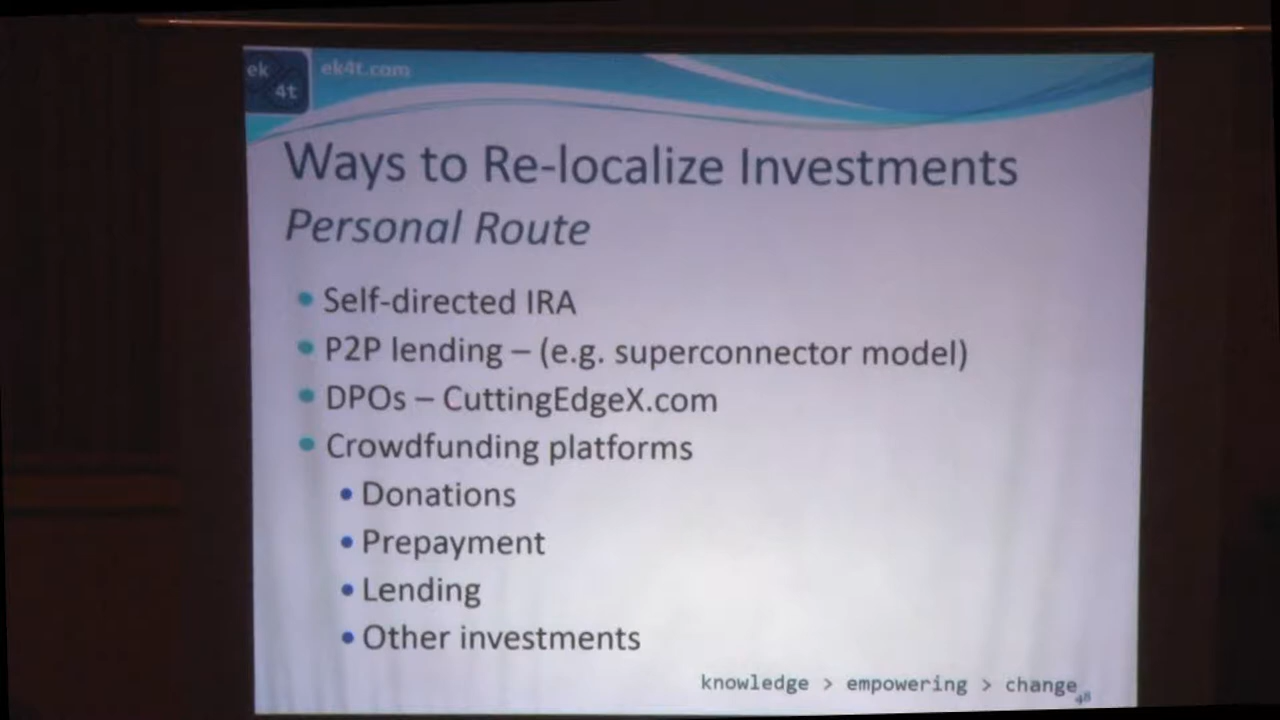 ek
4t
ek4t.com
Ways to Re-localize Investments
Personal Route
Self-directed IRA
P2P lending – (e.g. superconnector model)
DPOs – CuttingEdgeX.com
Crowdfunding platforms
Donations
Prepayment
Lending
Other investments
knowledge > empowering > change
48